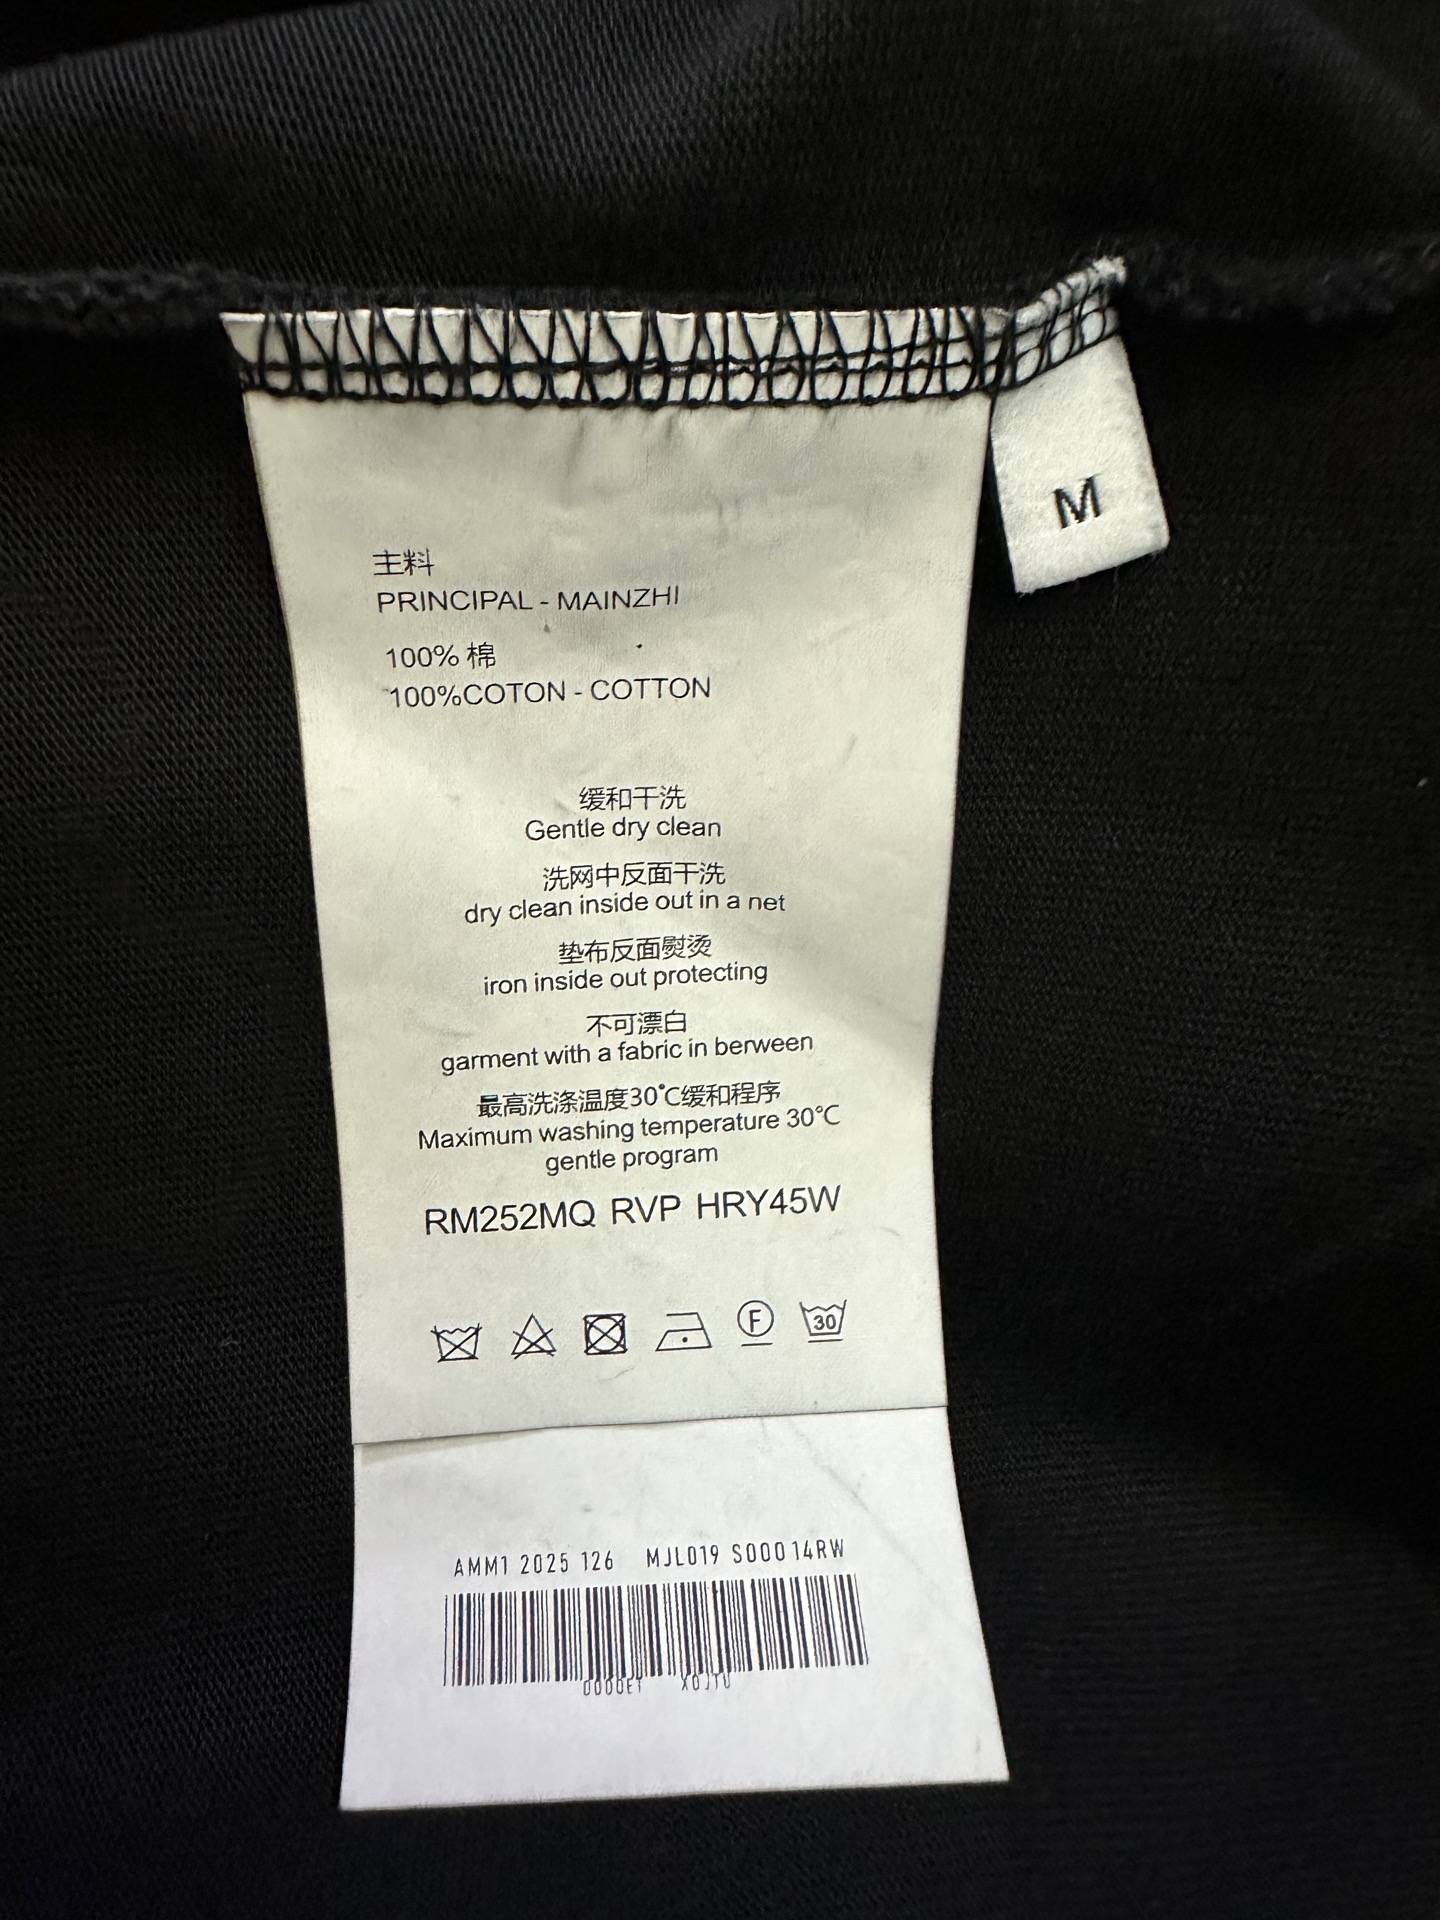 M
主料
PRINCIPAL - MAINZHI
100% 棉
100%COTON - COTTON
缓和干洗
Gentle dry clean
洗网中反面干洗
dry clean inside out in a net
垫布反面熨烫
iron inside out protecting
不可漂白
garment with a fabric in berween
最高洗涤温度30℃缓和程序
Maximum washing temperature 30℃
gentle program
RM252MQ RVP HRY45W
F
30
AMM1 2025 126 MJL019 S00014RW